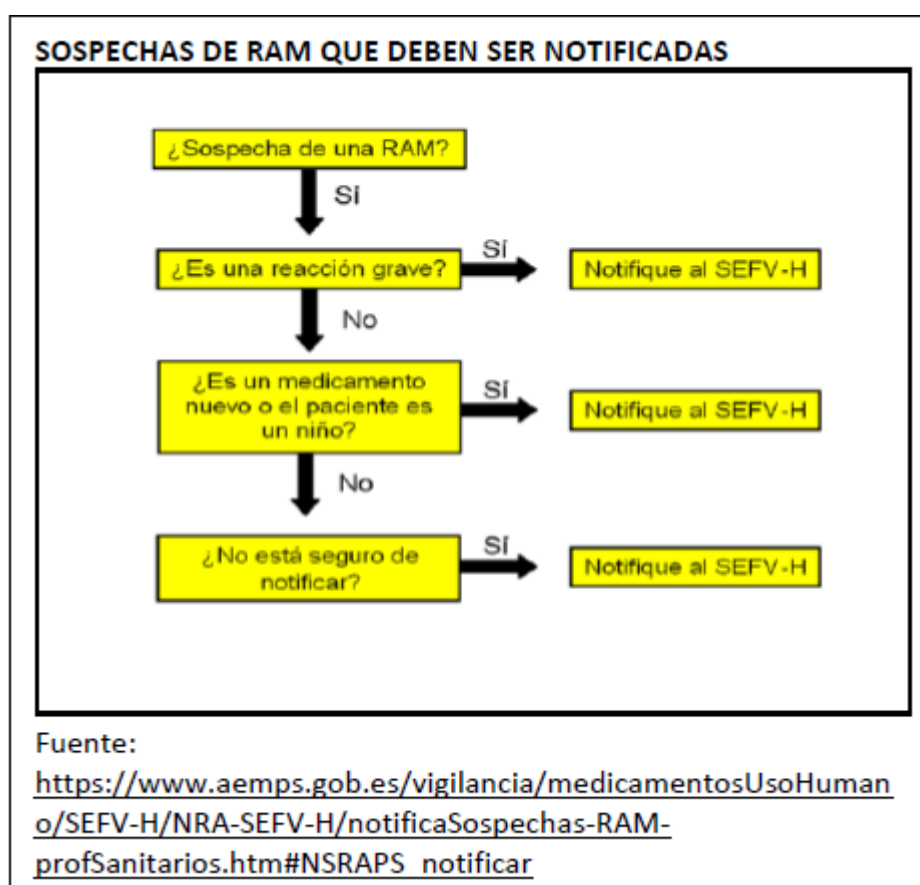 SOSPECHAS DE RAM QUE DEBEN SER NOTIFICADAS
¿Sospecha de una RAM?
Sí
¿Es una reacción grave?
Sí
Notifique al SEFV-H
No
¿Es un medicamento
nuevo o el paciente es
un niño?
Sí
Notifique al SEFV-H
No
¿No está seguro de
notificar?
Sí
Notifique al SEFV-H
Fuente:
https://www.aemps.gob.es/vigilancia/medicamentosUsoHuman
o/SEFV-H/NRA-SEFV-H/notificaSospechas-RAM-
profSanitarios.htm#NSRAPS_notificar